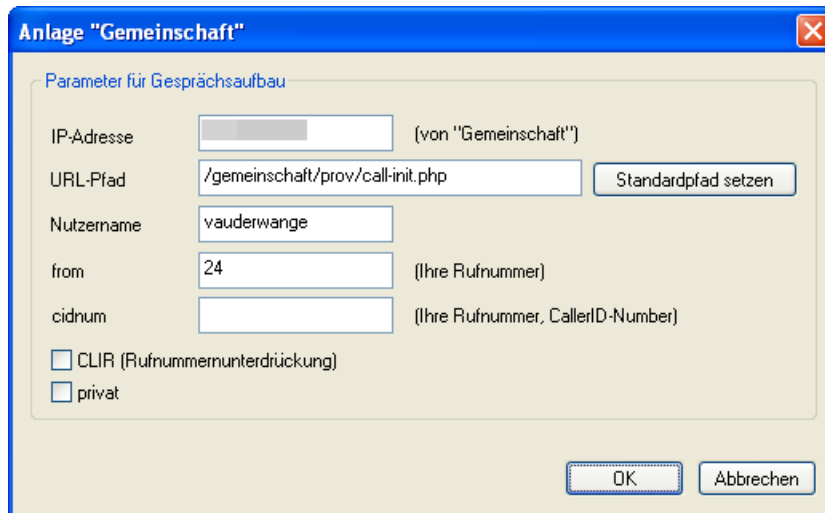 Anlage "Gemeinschaft"
Parameter für Gesprächsaufbau
IP-Adresse (von "Gemeinschaft")
URL-Pfad /gemeinschaft/prov/call-init.php Standardpfad setzen
Nutzername vauderwange
from 24 (Ihre Rufnummer)
cidnum (Ihre Rufnummer, CallerID-Number)
CLIR (Rufnummernunterdrückung)
privat
OK Abbrechen